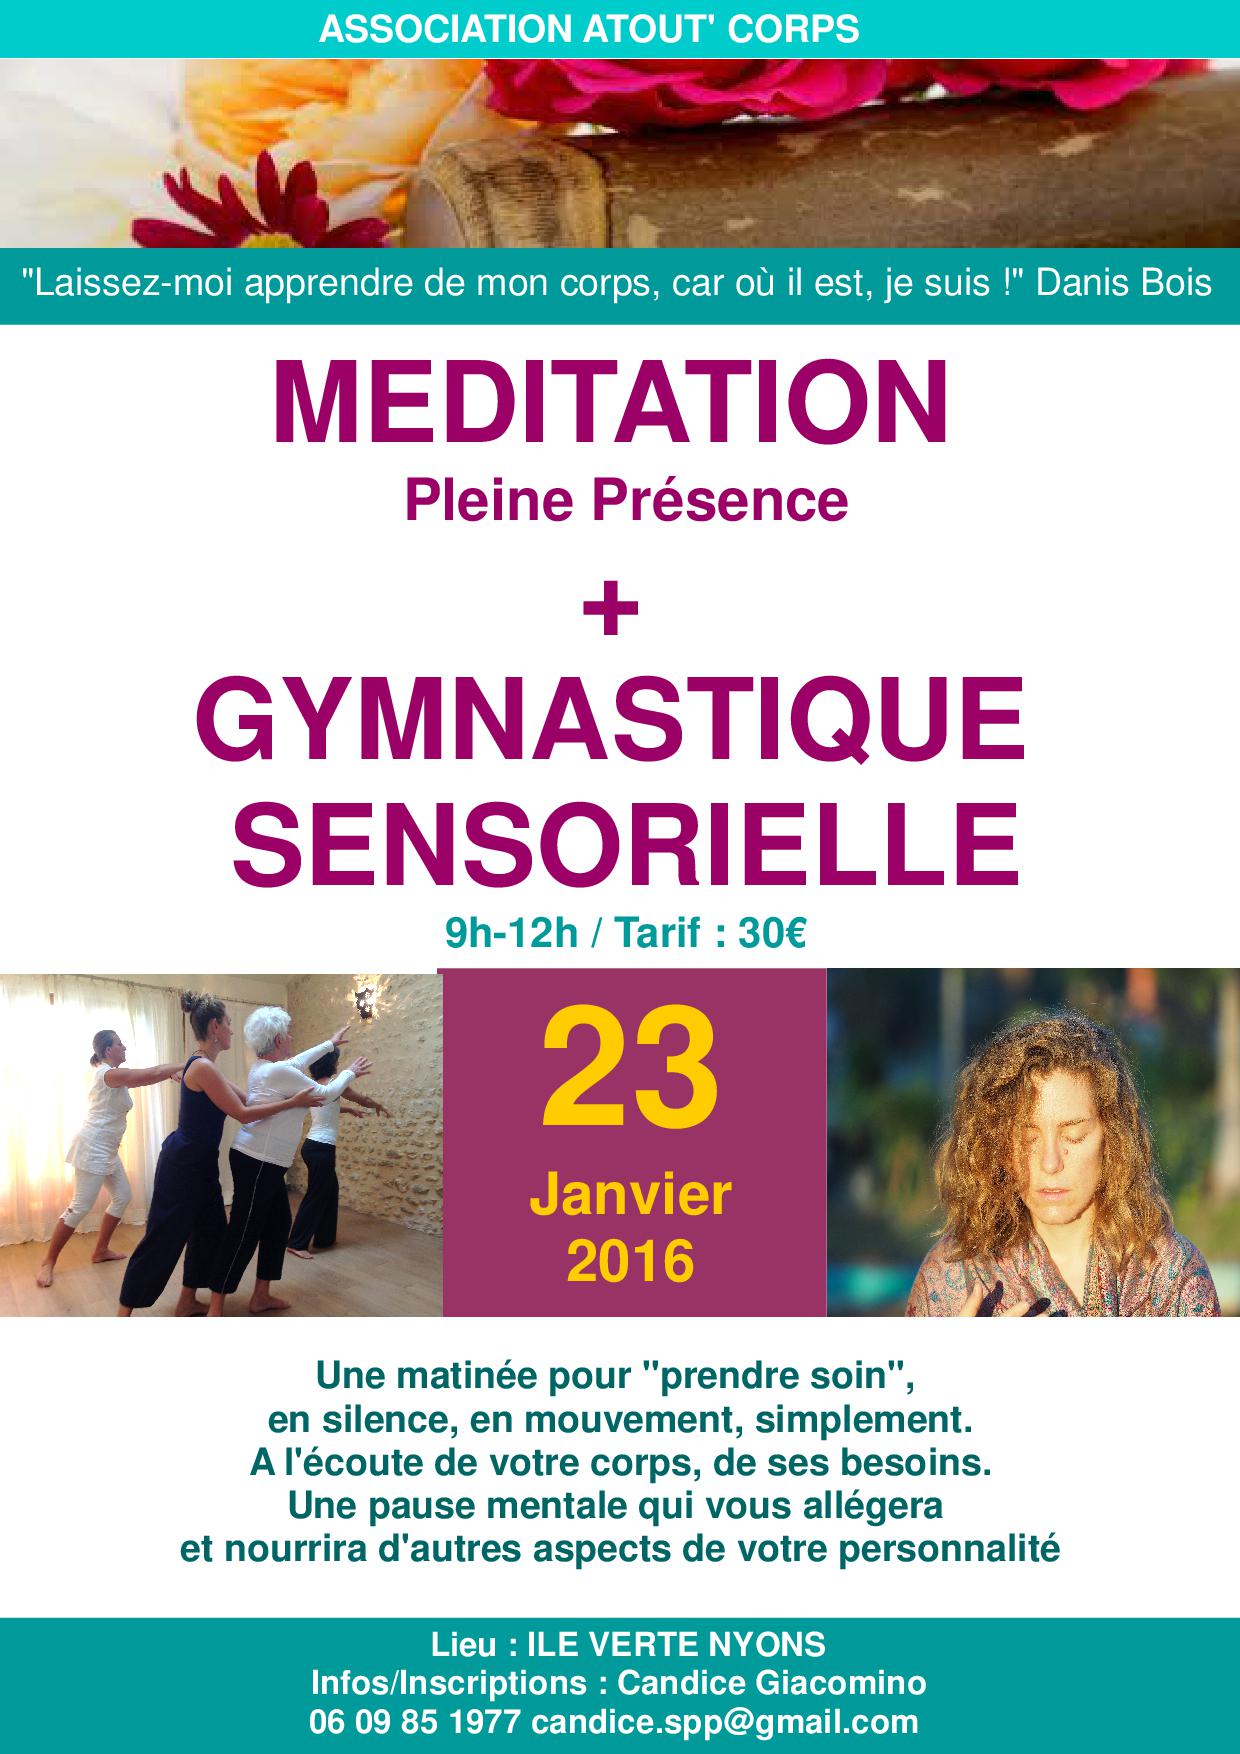 ASSOCIATION ATOUT' CORPS
"Laissez-moi apprendre de mon corps, car où il est, je suis !" Danis Bois
MEDITATION
Pleine Présence
+
GYMNASTIQUE
SENSORIELLE
9h-12h / Tarif : 30€
23
Janvier
2016
Une matinée pour "prendre soin",
en silence, en mouvement, simplement.
A l'écoute de votre corps, de ses besoins.
Une pause mentale qui vous allégera
et nourrira d'autres aspects de votre personnalité
Lieu : ILE VERTE NYONS
Infos/Inscriptions : Candice Giacomino
06 09 85 1977 candice.spp@gmail.com